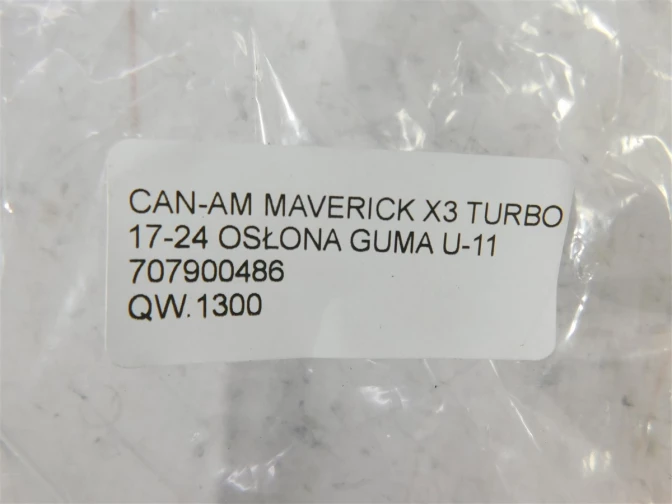 CAN-AM MAVERICK X3 TURBO
17-24 OSŁONA GUMA U-11
707900486
QW.1300